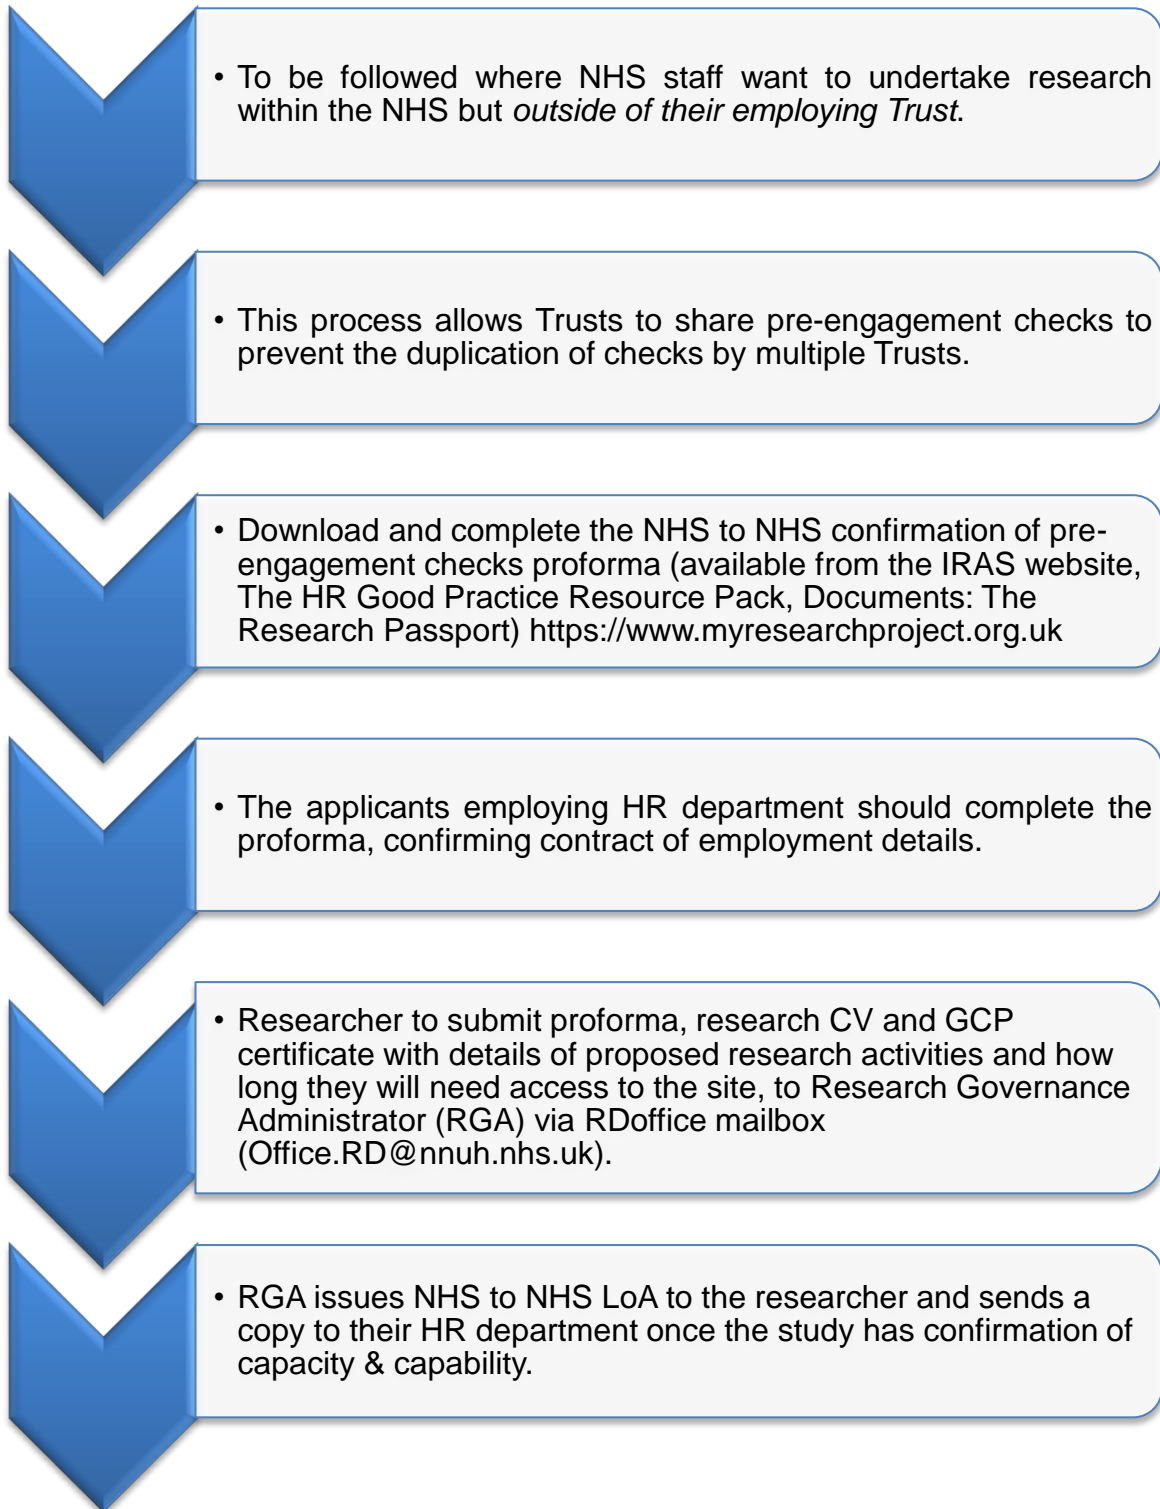 • To be followed where NHS staff want to undertake research
within the NHS but outside of their employing Trust.
• This process allows Trusts to share pre-engagement checks to
prevent the duplication of checks by multiple Trusts.
• Download and complete the NHS to NHS confirmation of pre-
engagement checks proforma (available from the IRAS website,
The HR Good Practice Resource Pack, Documents: The
Research Passport) https://www.myresearchproject.org.uk
• The applicants employing HR department should complete the
proforma, confirming contract of employment details.
• Researcher to submit proforma, research CV and GCP
certificate with details of proposed research activities and how
long they will need access to the site, to Research Governance
Administrator (RGA) via RDoffice mailbox
(Office.RD@nnuh.nhs.uk).
• RGA issues NHS to NHS LoA to the researcher and sends a
copy to their HR department once the study has confirmation of
capacity & capability.